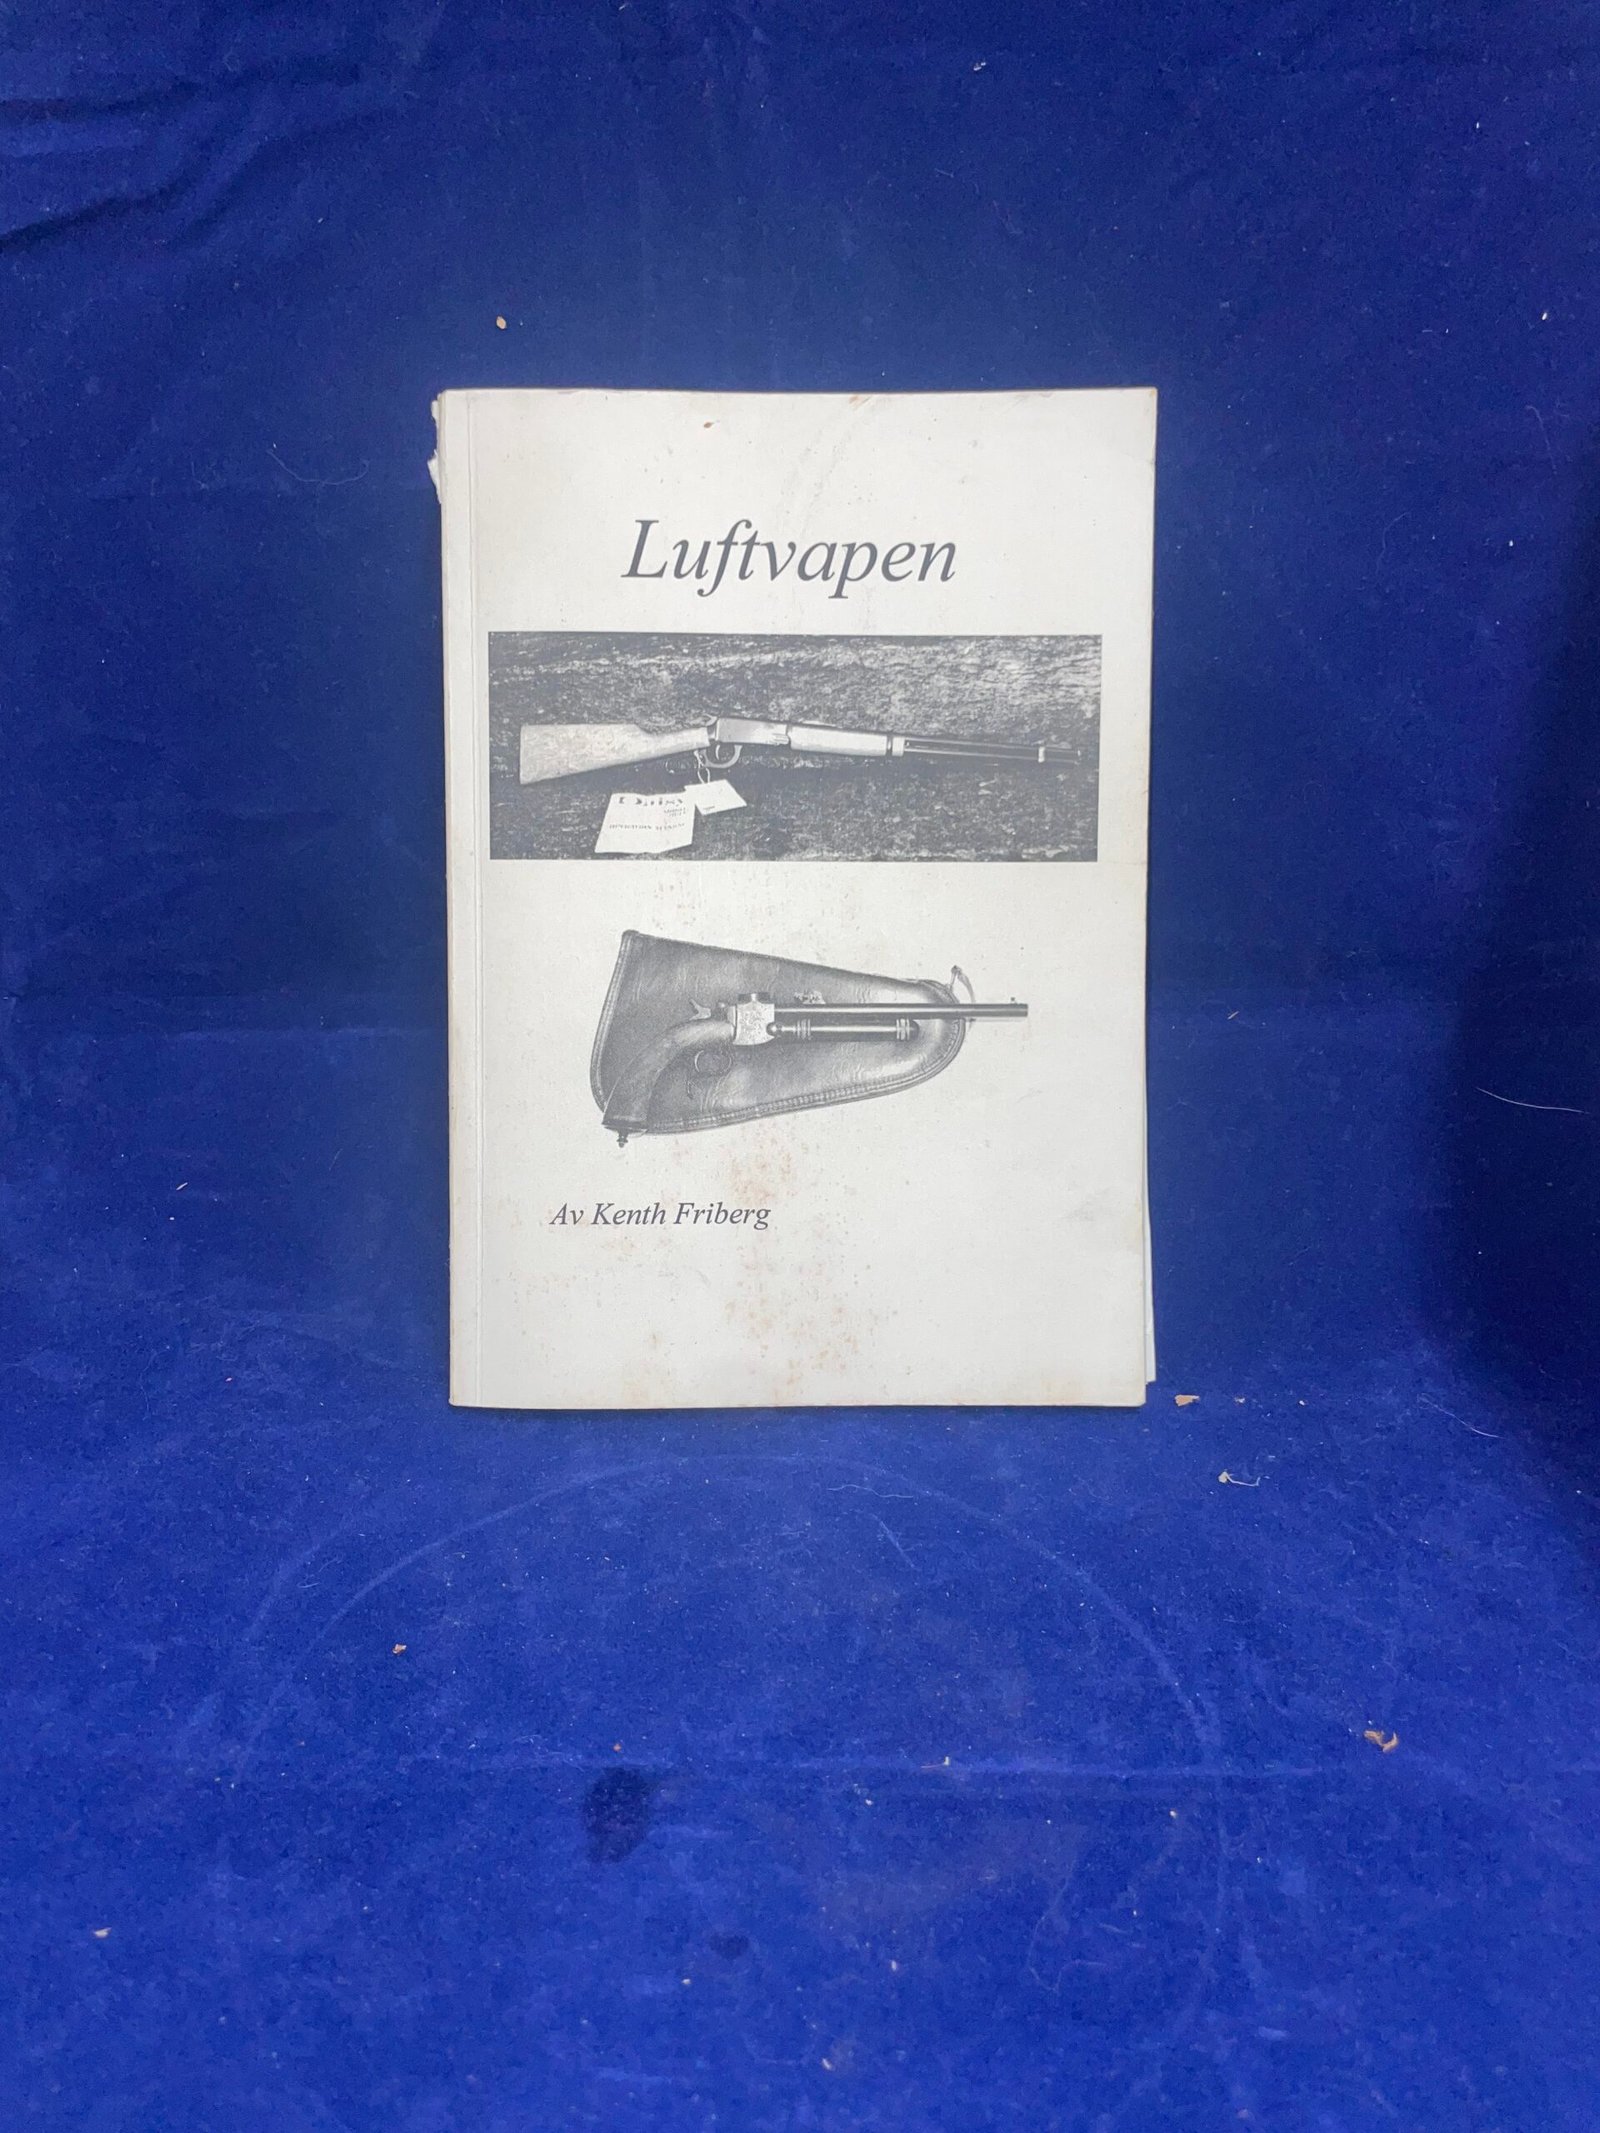 Luftvapen
Daisy
Av Kenth Friberg